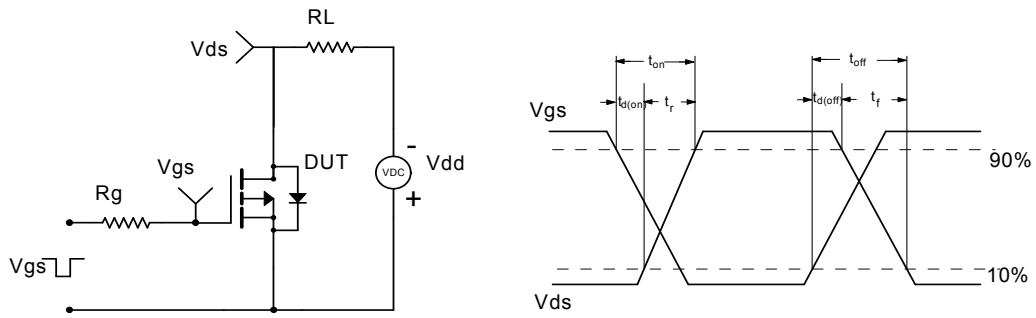 RL
Vds
Vgs
DUT
-
Vdd
VDC
+
Rg
Vgs
ton
toff
td(on)
tr
td(off)
tf
Vgs
90%
10%
Vds